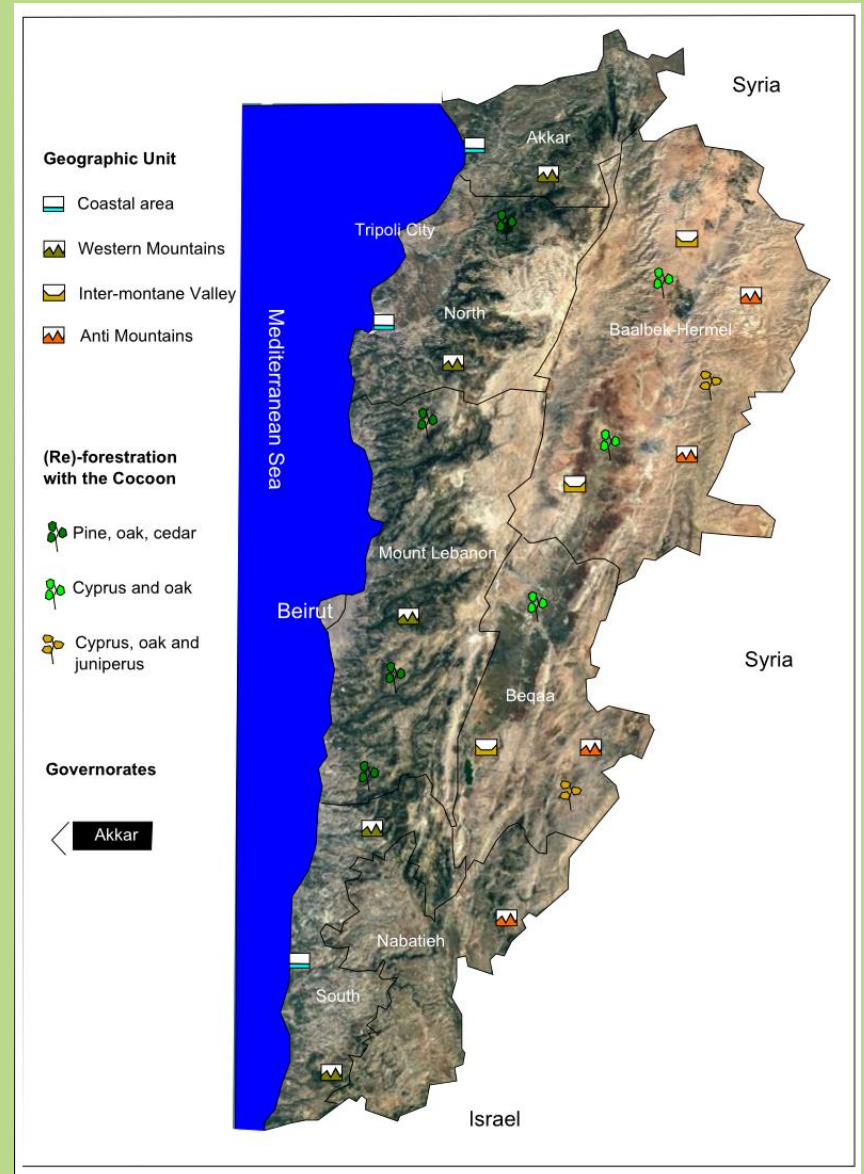 Geographic Unit
Coastal area
Western Mountains
Inter-montane Valley
Anti Mountains
(Re)-forestration
with the Cocoon
Pine, oak, cedar
Cyprus and oak
Cyprus, oak and
juniperus
Governorates
Akkar
Mediterranean Sea
Syria
Akkar
Tripoli City
North
Baalbek-Hermel
Mount Lebanon
Beirut
Syria
Beqaa
Nabatieh
South
Israel